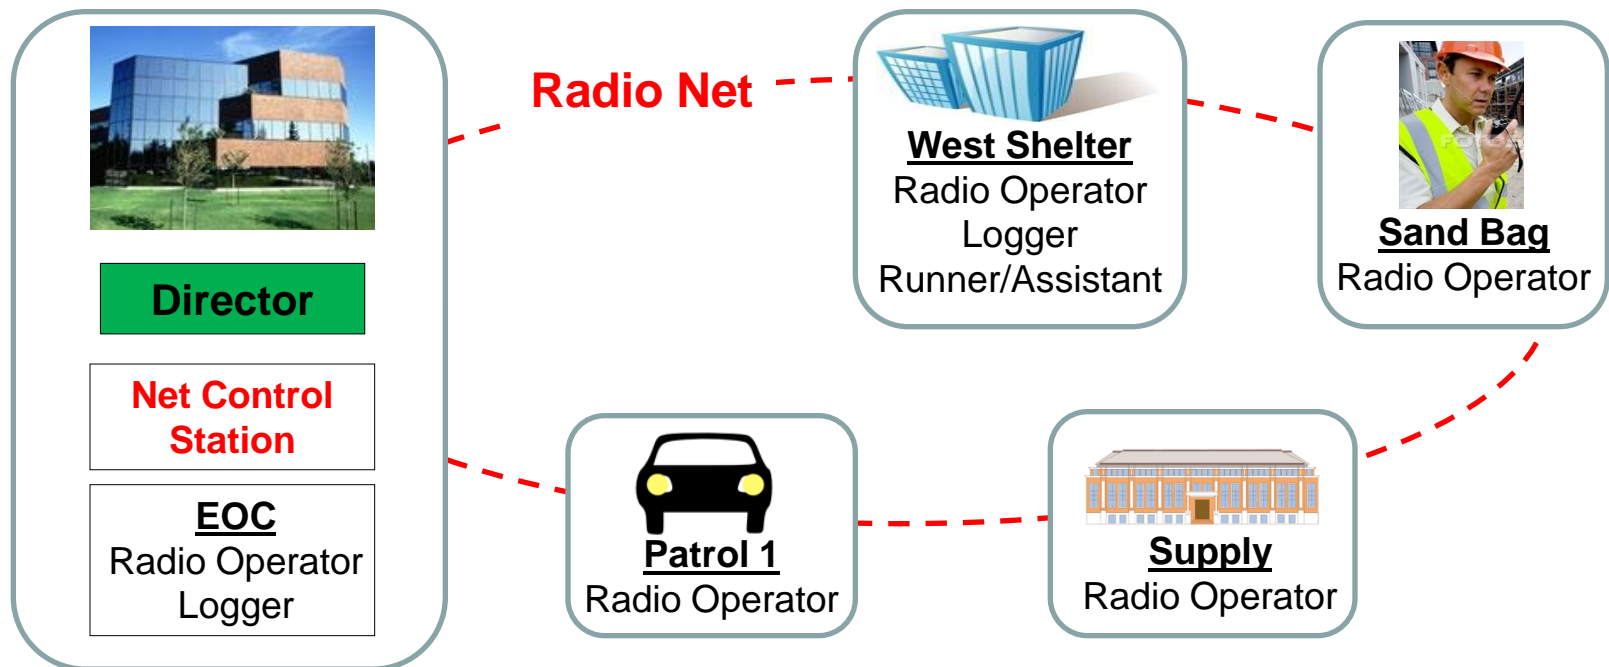 Radio Net
Director
Net Control
Station
EOC
Radio Operator
Logger
West Shelter
Radio Operator
Logger
Runner/Assistant
Sand Bag
Radio Operator
Patrol 1
Radio Operator
Supply
Radio Operator